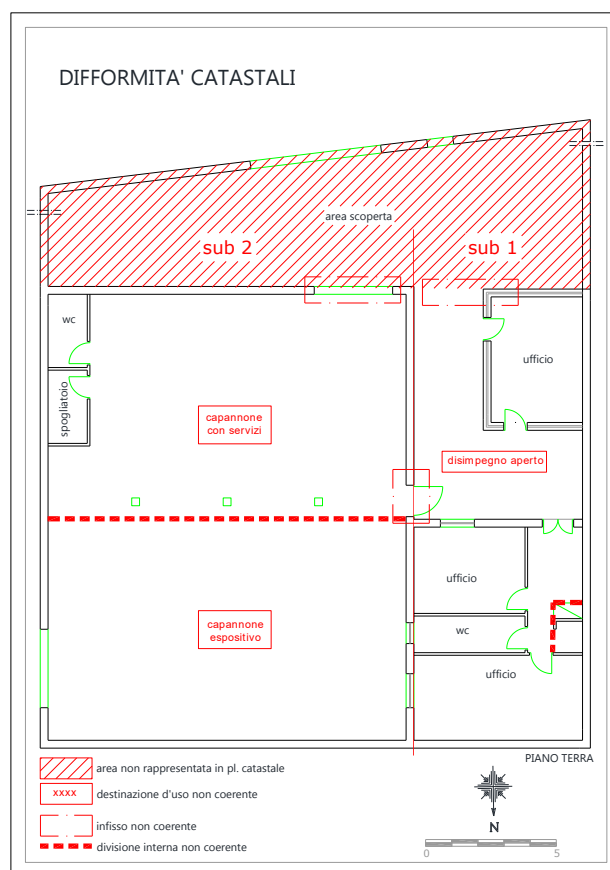 DIFFORMITA' CATASTALI
area scoperta
sub 2
sub 1
wc
ufficio
spogliatoio
capannone
con servizi
disimpegno aperto
ufficio
capannone
espositivo
wc
ufficio
PIANO TERRA
area non rappresentata in pl. catastale
xxxx destinazione d'uso non coerente
infisso non coerente
divisione interna non coerente
N
0 5